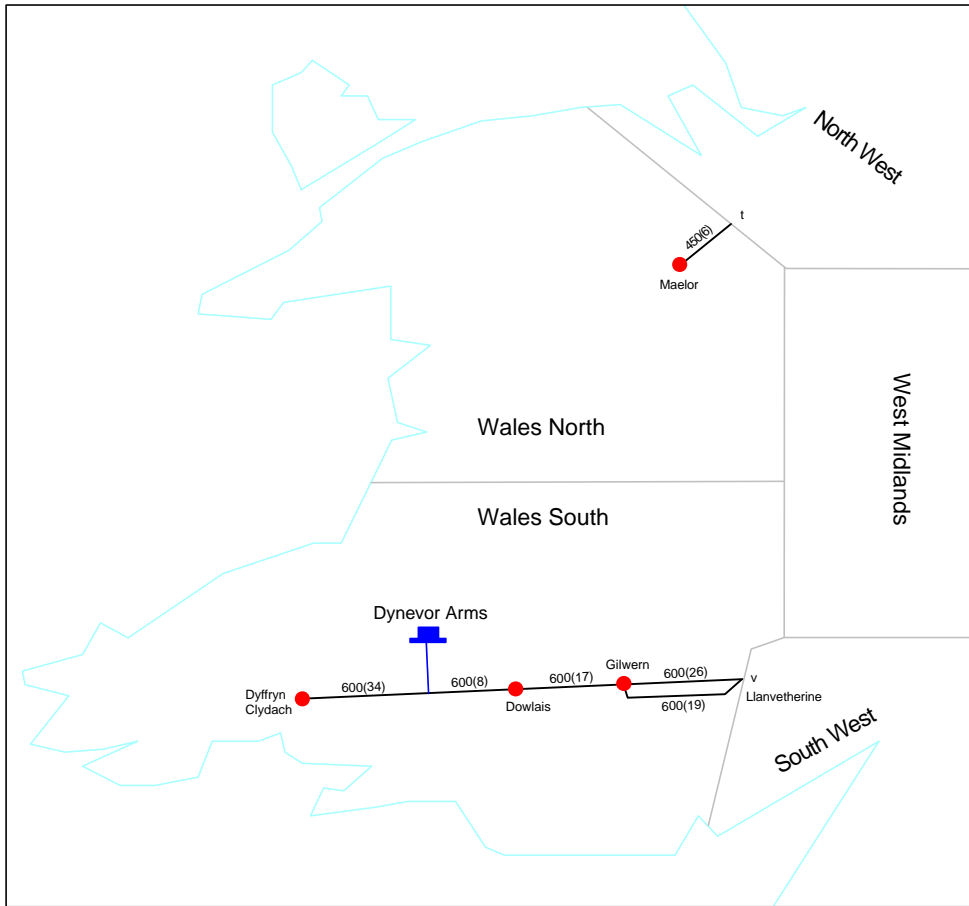 North West
t
450(6)
Maelor
West Midlands
Wales North
Wales South
Dynevor Arms
Gilwern
600(26)
v
600(17)
600(8)
600(34)
Dyffryn
Clydach
Dowlais
600(19)
Llanvetherine
South West